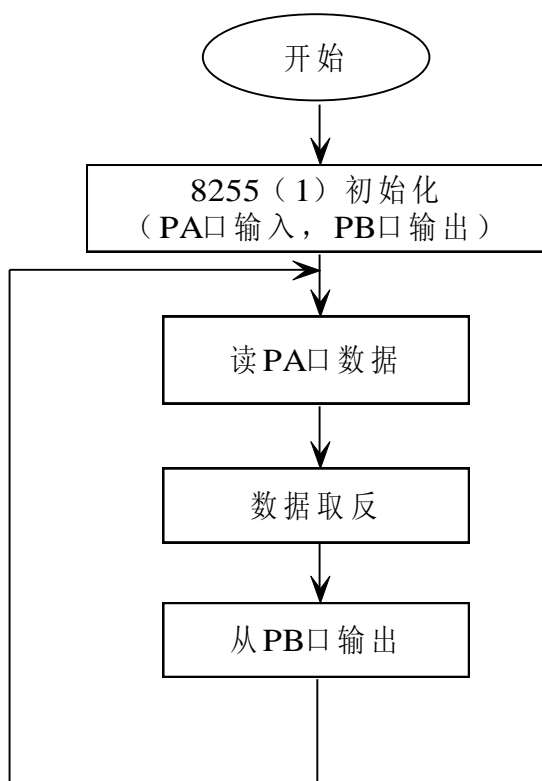 开始
8255（1）初始化
（PA口输入，PB口输出）
读PA口数据
数据取反
从PB口输出